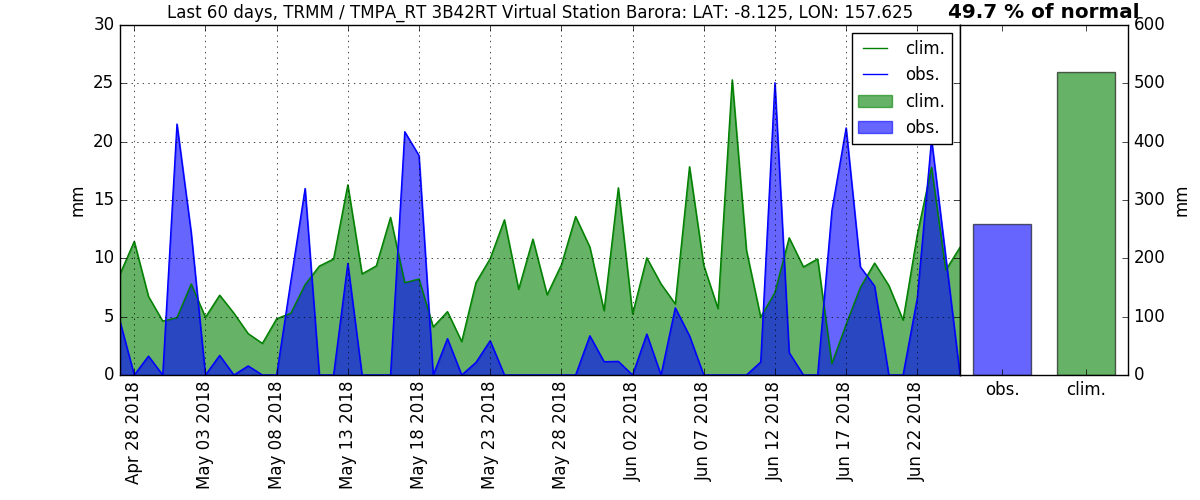 Last 60 days, TRMM / TMPA_RT 3B42RT Virtual Station Barora: LAT: -8.125, LON: 157.625
49.7 % of normal
30
25
20
15
10
5
0
mm
clim.
obs.
clim.
obs.
600
500
400
300
200
100
0
mm
Apr 28 2018
May 03 2018
May 08 2018
May 13 2018
May 18 2018
May 23 2018
May 28 2018
Jun 02 2018
Jun 07 2018
Jun 12 2018
Jun 17 2018
Jun 22 2018
obs.
clim.